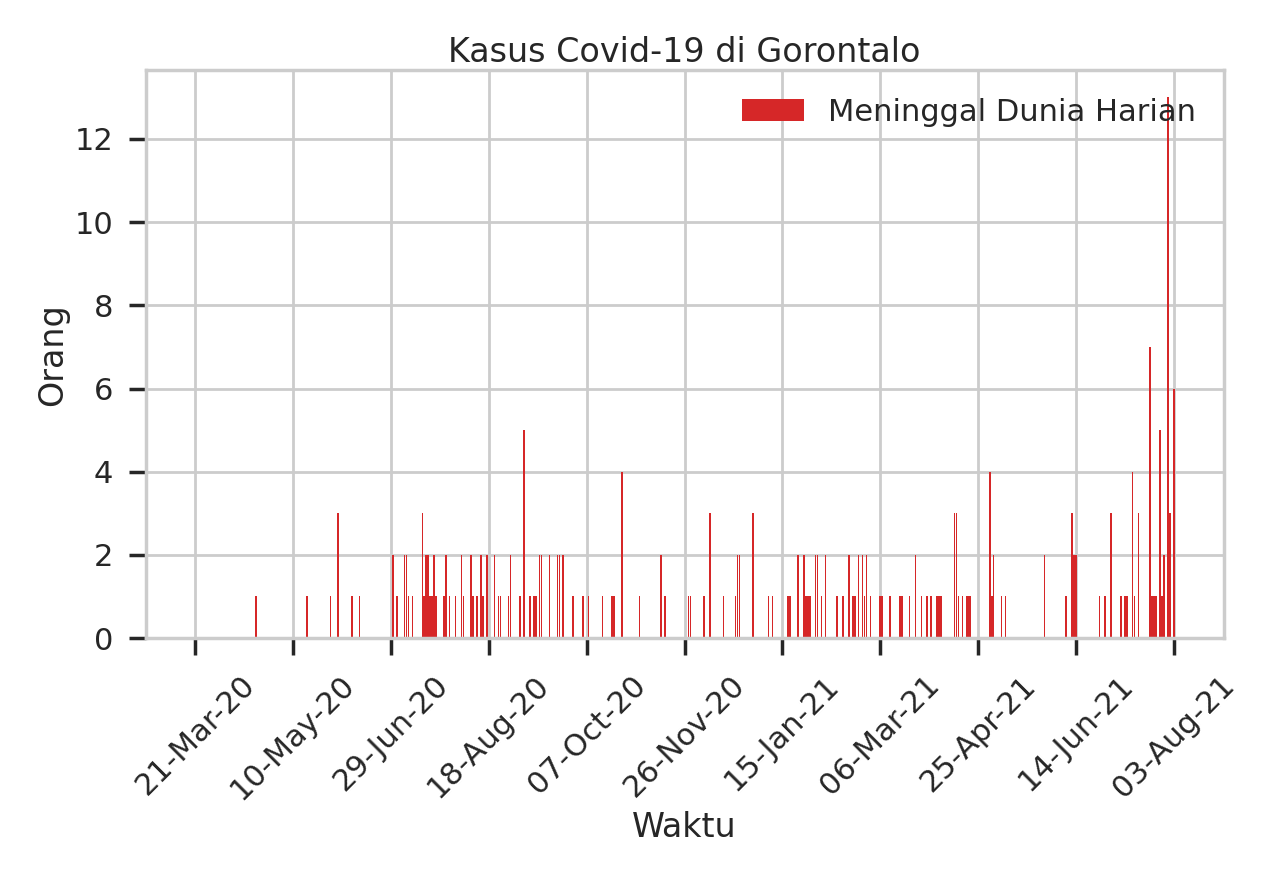 Kasus Covid-19 di Gorontalo
Meninggal Dunia Harian
Orang
12
10
8
6
4
2
0
21-Mar-20
10-May-20
29-Jun-20
18-Aug-20
07-Oct-20
26-Nov-20
15-Jan-21
06-Mar-21
25-Apr-21
14-Jun-21
03-Aug-21
Waktu